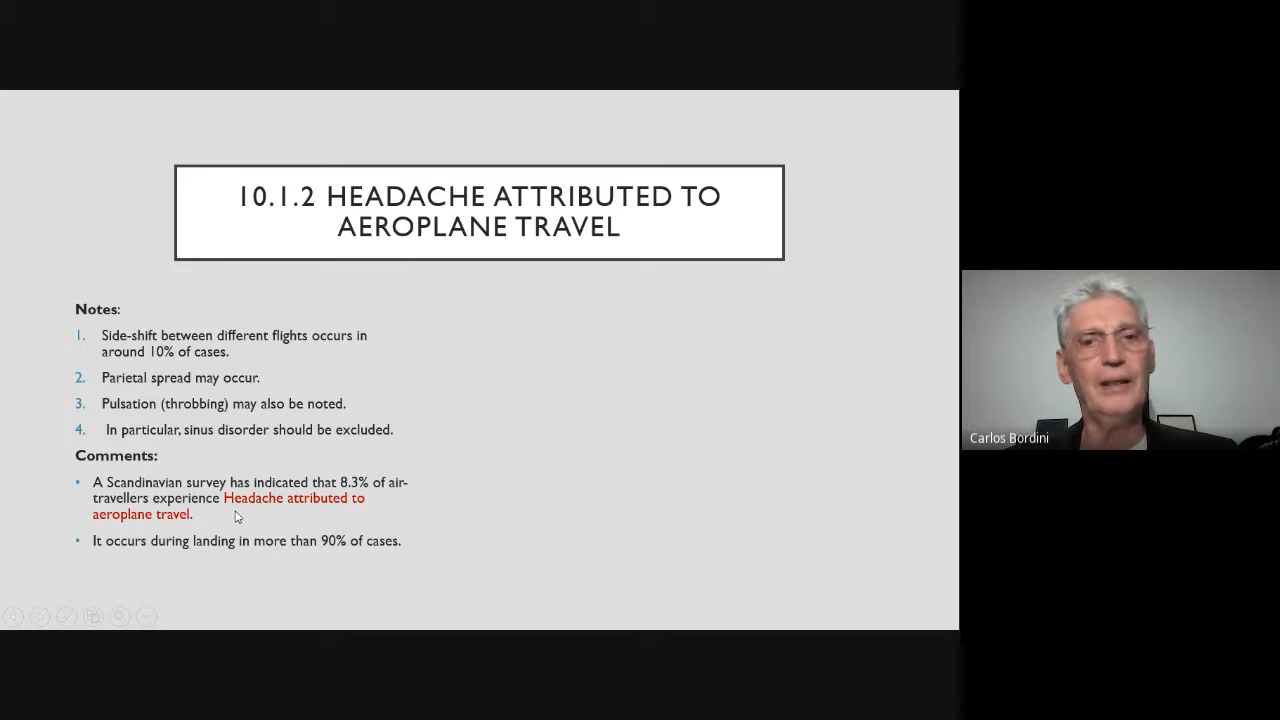 10.1.2 HEADACHE ATTRIBUTED TO
AEROPLANE TRAVEL
Notes:
1. Side-shift between different flights occurs in
around 10% of cases.
2. Parietal spread may occur.
3. Pulsation (throbbing) may also be noted.
4. In particular, sinus disorder should be excluded.
Comments:
• A Scandinavian survey has indicated that 8.3% of air-
travellers experience Headache attributed to
aeroplane travel.
• It occurs during landing in more than 90% of cases.
Carlos Bordini